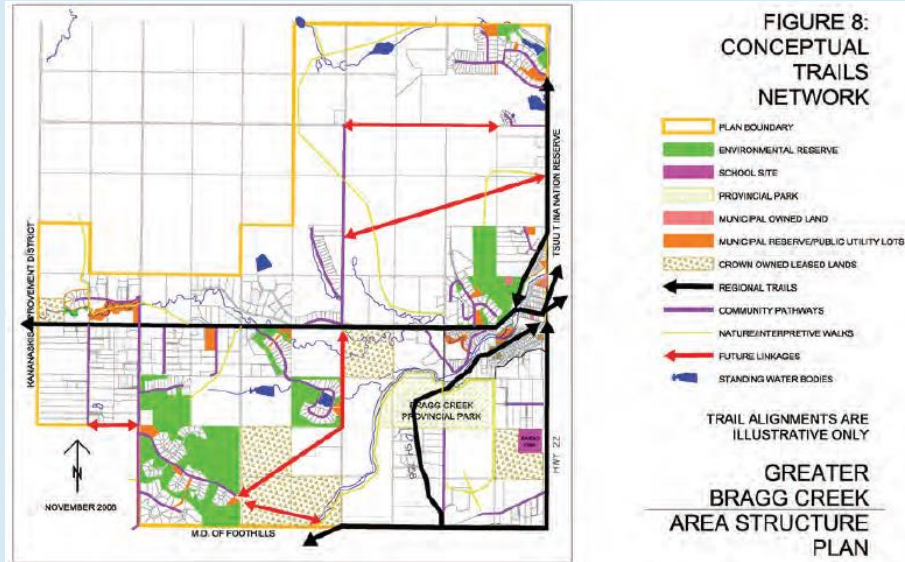 FIGURE 8:
CONCEPTUAL
TRAILS
NETWORK
PLAN BOUNDARY
ENVIRONMENTAL RESERVE
SCHOOL SITE
PROVINCIAL PARK
MUNICIPAL OWNED LAND
MUNICIPAL RESERVE/PUBLIC UTILITY LOTS
CROWN OWNED LEASED LANDS
REGIONAL TRAILS
COMMUNITY PATHWAYS
NATURE/INTERPRETIVE WALKS
FUTURE LINKAGES
STANDING WATER BODIES
TRAIL ALIGNMENTS ARE
ILLUSTRATIVE ONLY
GREATER
BRAGG CREEK
AREA STRUCTURE
PLAN
KANANASKIS IMPROVEMENT DISTRICT
TSUU T'INA NATION RESERVE
BRAGG CREEK
PROVINCIAL PARK
HWY 22
N
NOVEMBER 2006
M.D. OF FOOTHILLS